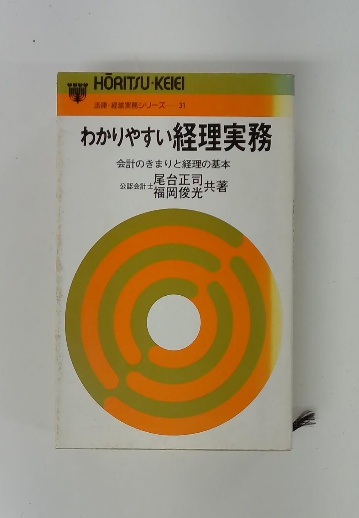 HŌRITSU・KEIEI
法律・経営実務シリーズ — 31
わかりやすい経理実務
会計のきまりと経理の基本
公認会計士 尾台正司 共著
福岡俊光